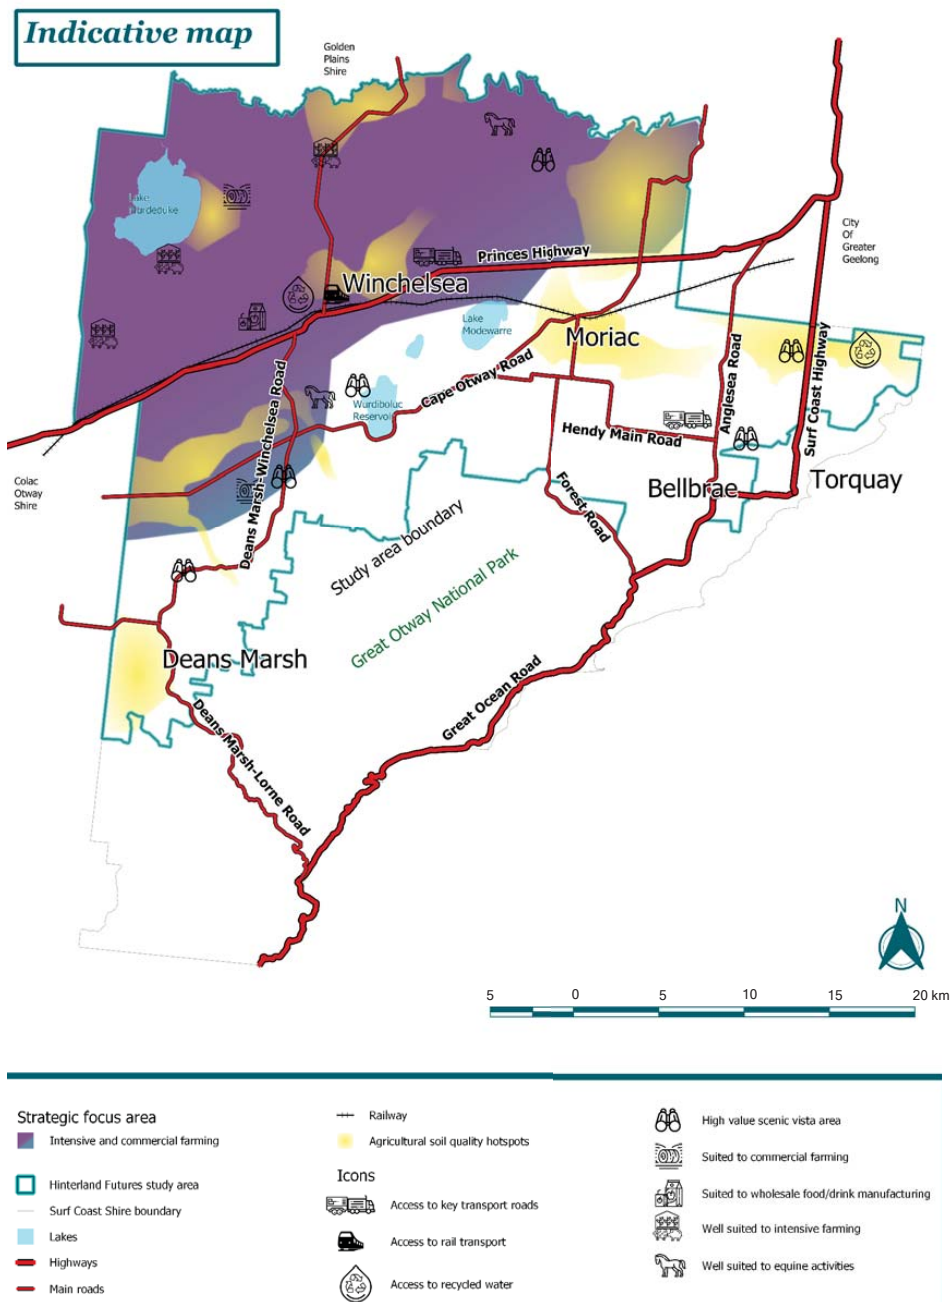 Indicative map
Golden
Plains
Shire
Lake
Murdeduke
City
Of
Greater
Geelong
Princes Highway
Winchelsea
Lake
Modewarre
Moriac
Cape Otway Road
Wurdiboluc
Reservoir
Deans Marsh-Winchelsea Road
Anglesea Road
Surf Coast Highway
Hendy Main Road
Colac
Otway
Shire
Bellbrae
Torquay
Forest Road
Study area boundary
Great Otway National Park
Deans Marsh
Great Ocean Road
Deans Marsh-Lorne Road
N
5 0 5 10 15 20 km
Strategic focus area
Intensive and commercial farming
Hinterland Futures study area
Surf Coast Shire boundary
Lakes
Highways
Main roads
Railway
Agricultural soil quality hotspots
Icons
Access to key transport roads
Access to rail transport
Access to recycled water
High value scenic vista area
Suited to commercial farming
Suited to wholesale food/drink manufacturing
Well suited to intensive farming
Well suited to equine activities